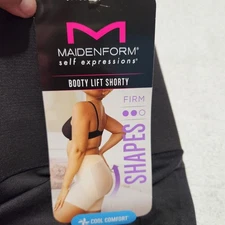 MAIDENFORM®
self expressions®
BOOTY LIFT SHORTY
FIRM
SHAPES
COOL COMFORT